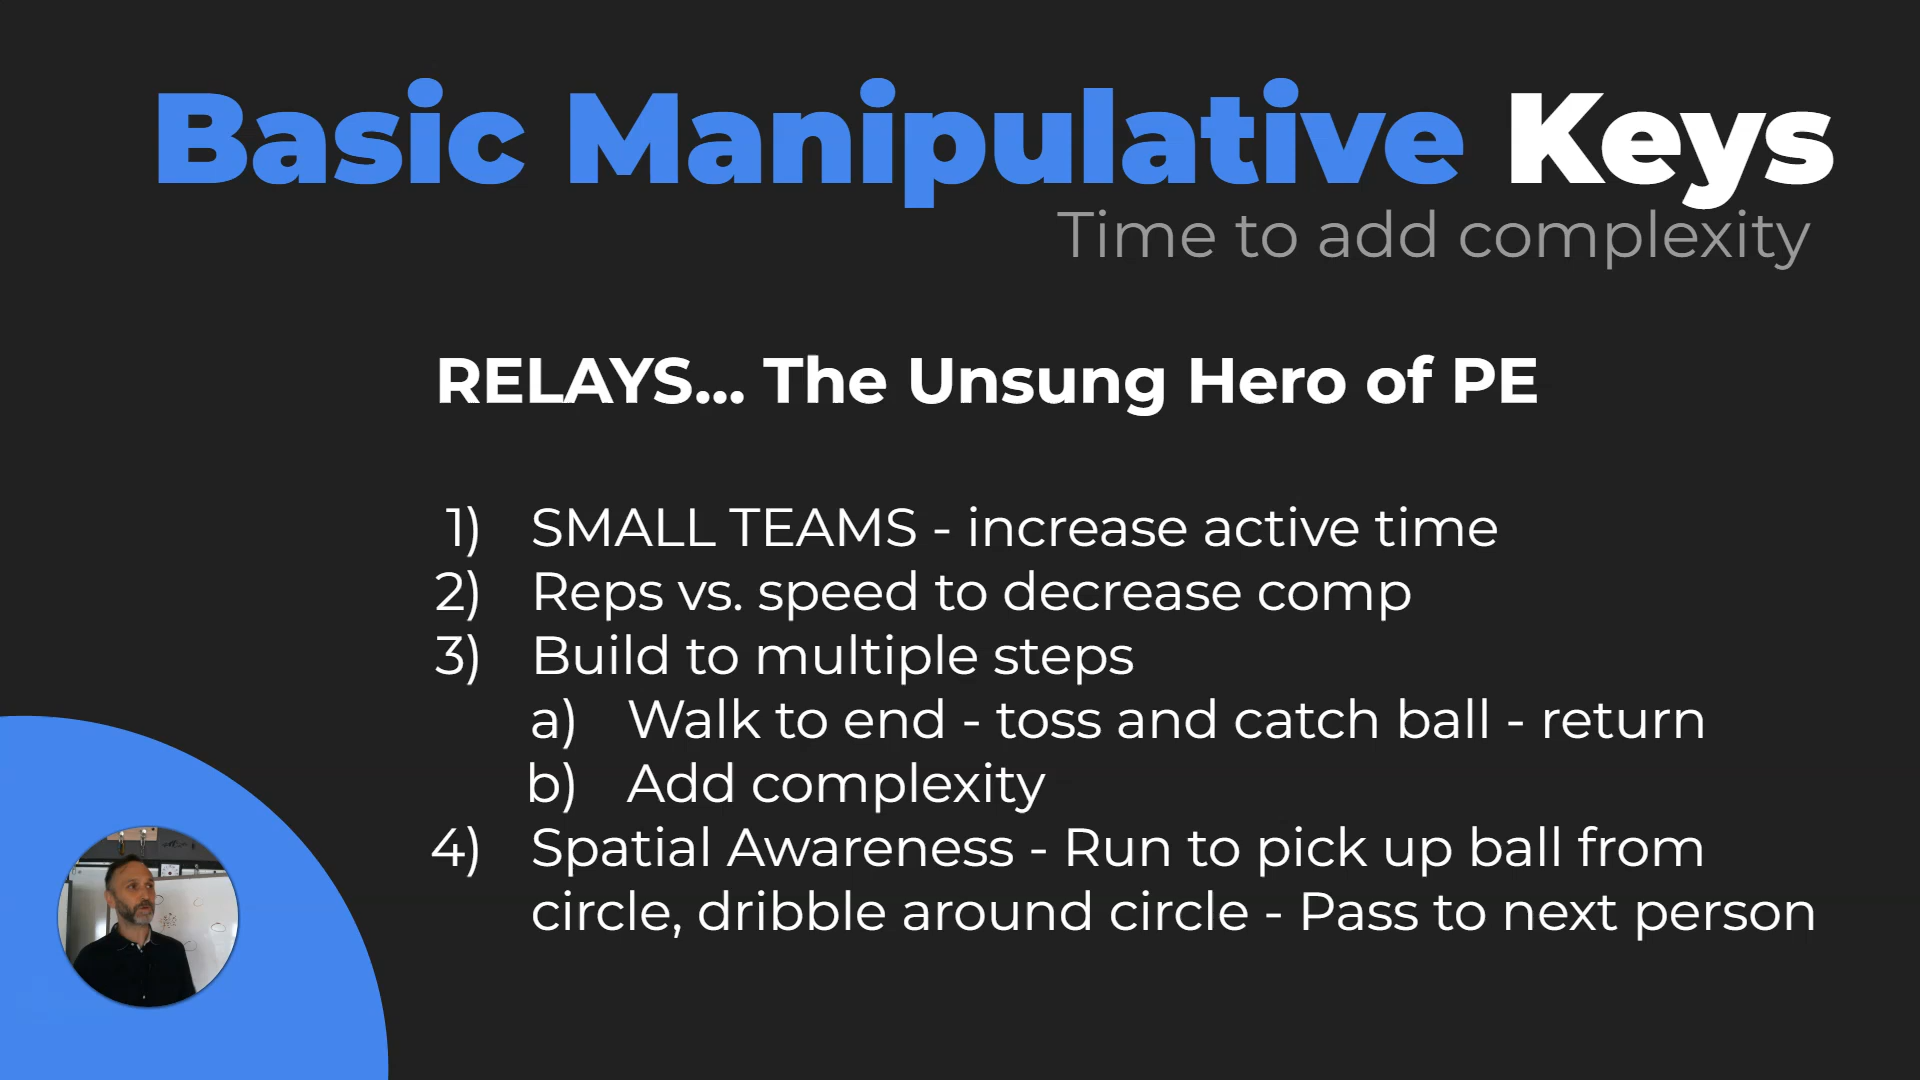 Basic Manipulative Keys
Time to add complexity
RELAYS... The Unsung Hero of PE
1) SMALL TEAMS - increase active time
2) Reps vs. speed to decrease comp
3) Build to multiple steps
a) Walk to end - toss and catch ball - return
b) Add complexity
4) Spatial Awareness - Run to pick up ball from
circle, dribble around circle - Pass to next person